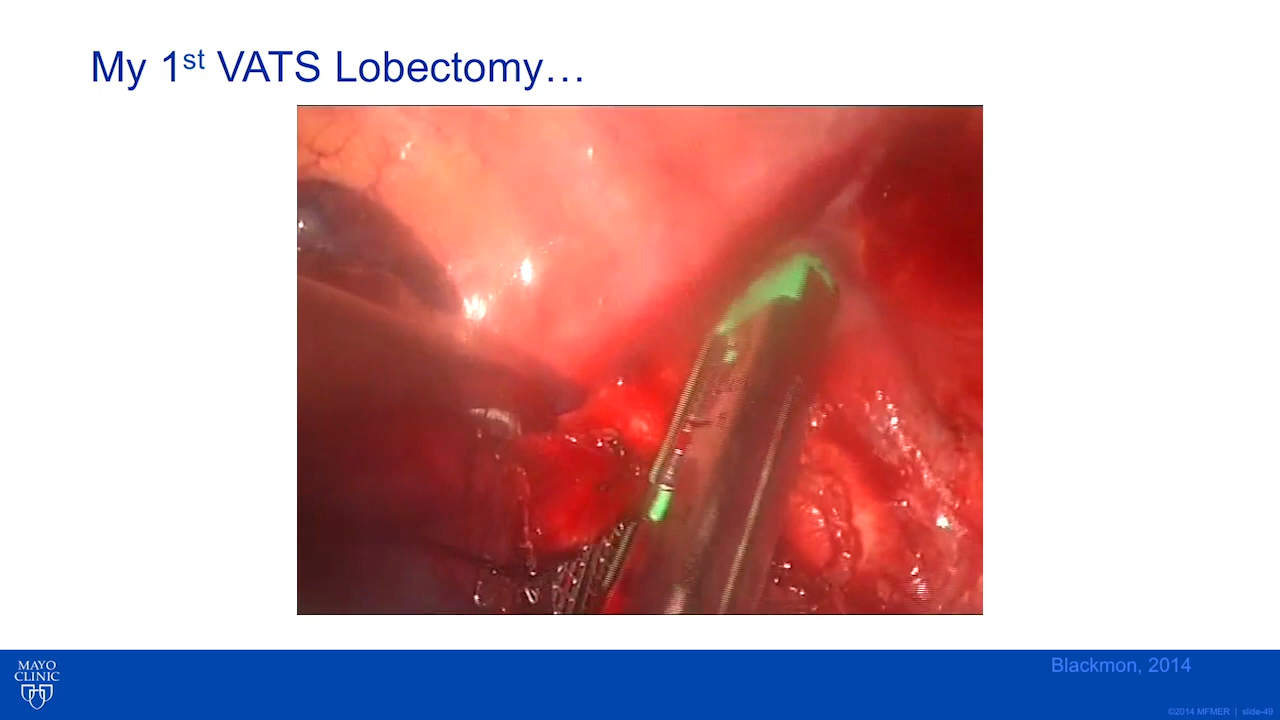 My 1st VATS Lobectomy…
Blackmon, 2014
MAYO
CLINIC
©2014 MFMER | slide-49